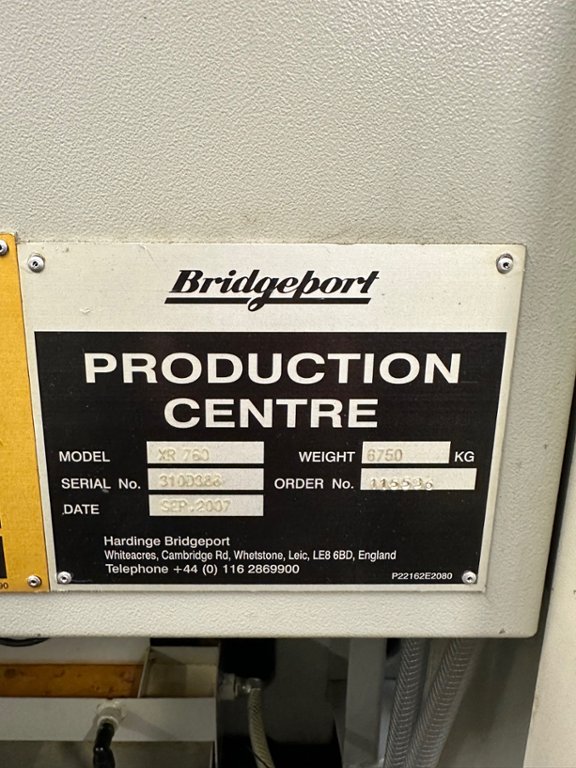 Bridgeport
PRODUCTION
CENTRE
MODEL XR 760 WEIGHT 6750 KG
SERIAL No. ORDER No.
DATE SEP.2007
Hardinge Bridgeport
Whiteacres, Cambridge Rd, Whetstone, Leic, LE8 6BD, England
Telephone +44 (0) 116 2869900
P22162E2080